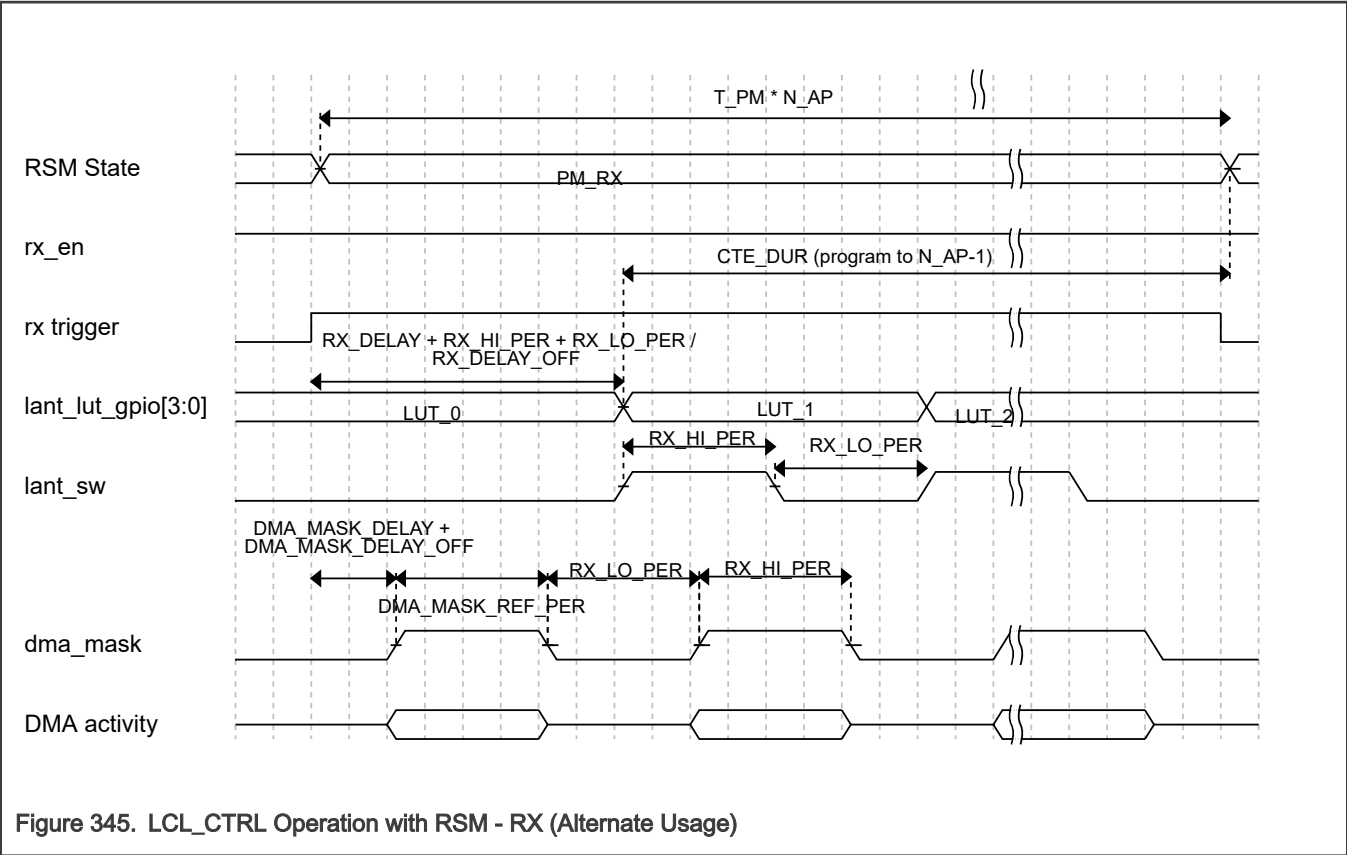 T_PM * N_AP
RSM State
PM_RX
rx_en
CTE_DUR (program to N_AP-1)
rx trigger
RX_DELAY + RX_HI_PER + RX_LO_PER /
RX_DELAY_OFF
lant_lut_gpio[3:0]
LUT_0
LUT_1
LUT_2
RX_HI_PER
RX_LO_PER
lant_sw
DMA_MASK_DELAY +
DMA_MASK_DELAY_OFF
RX_LO_PER
RX_HI_PER
DMA_MASK_REF_PER
dma_mask
DMA activity
Figure 345. LCL_CTRL Operation with RSM - RX (Alternate Usage)